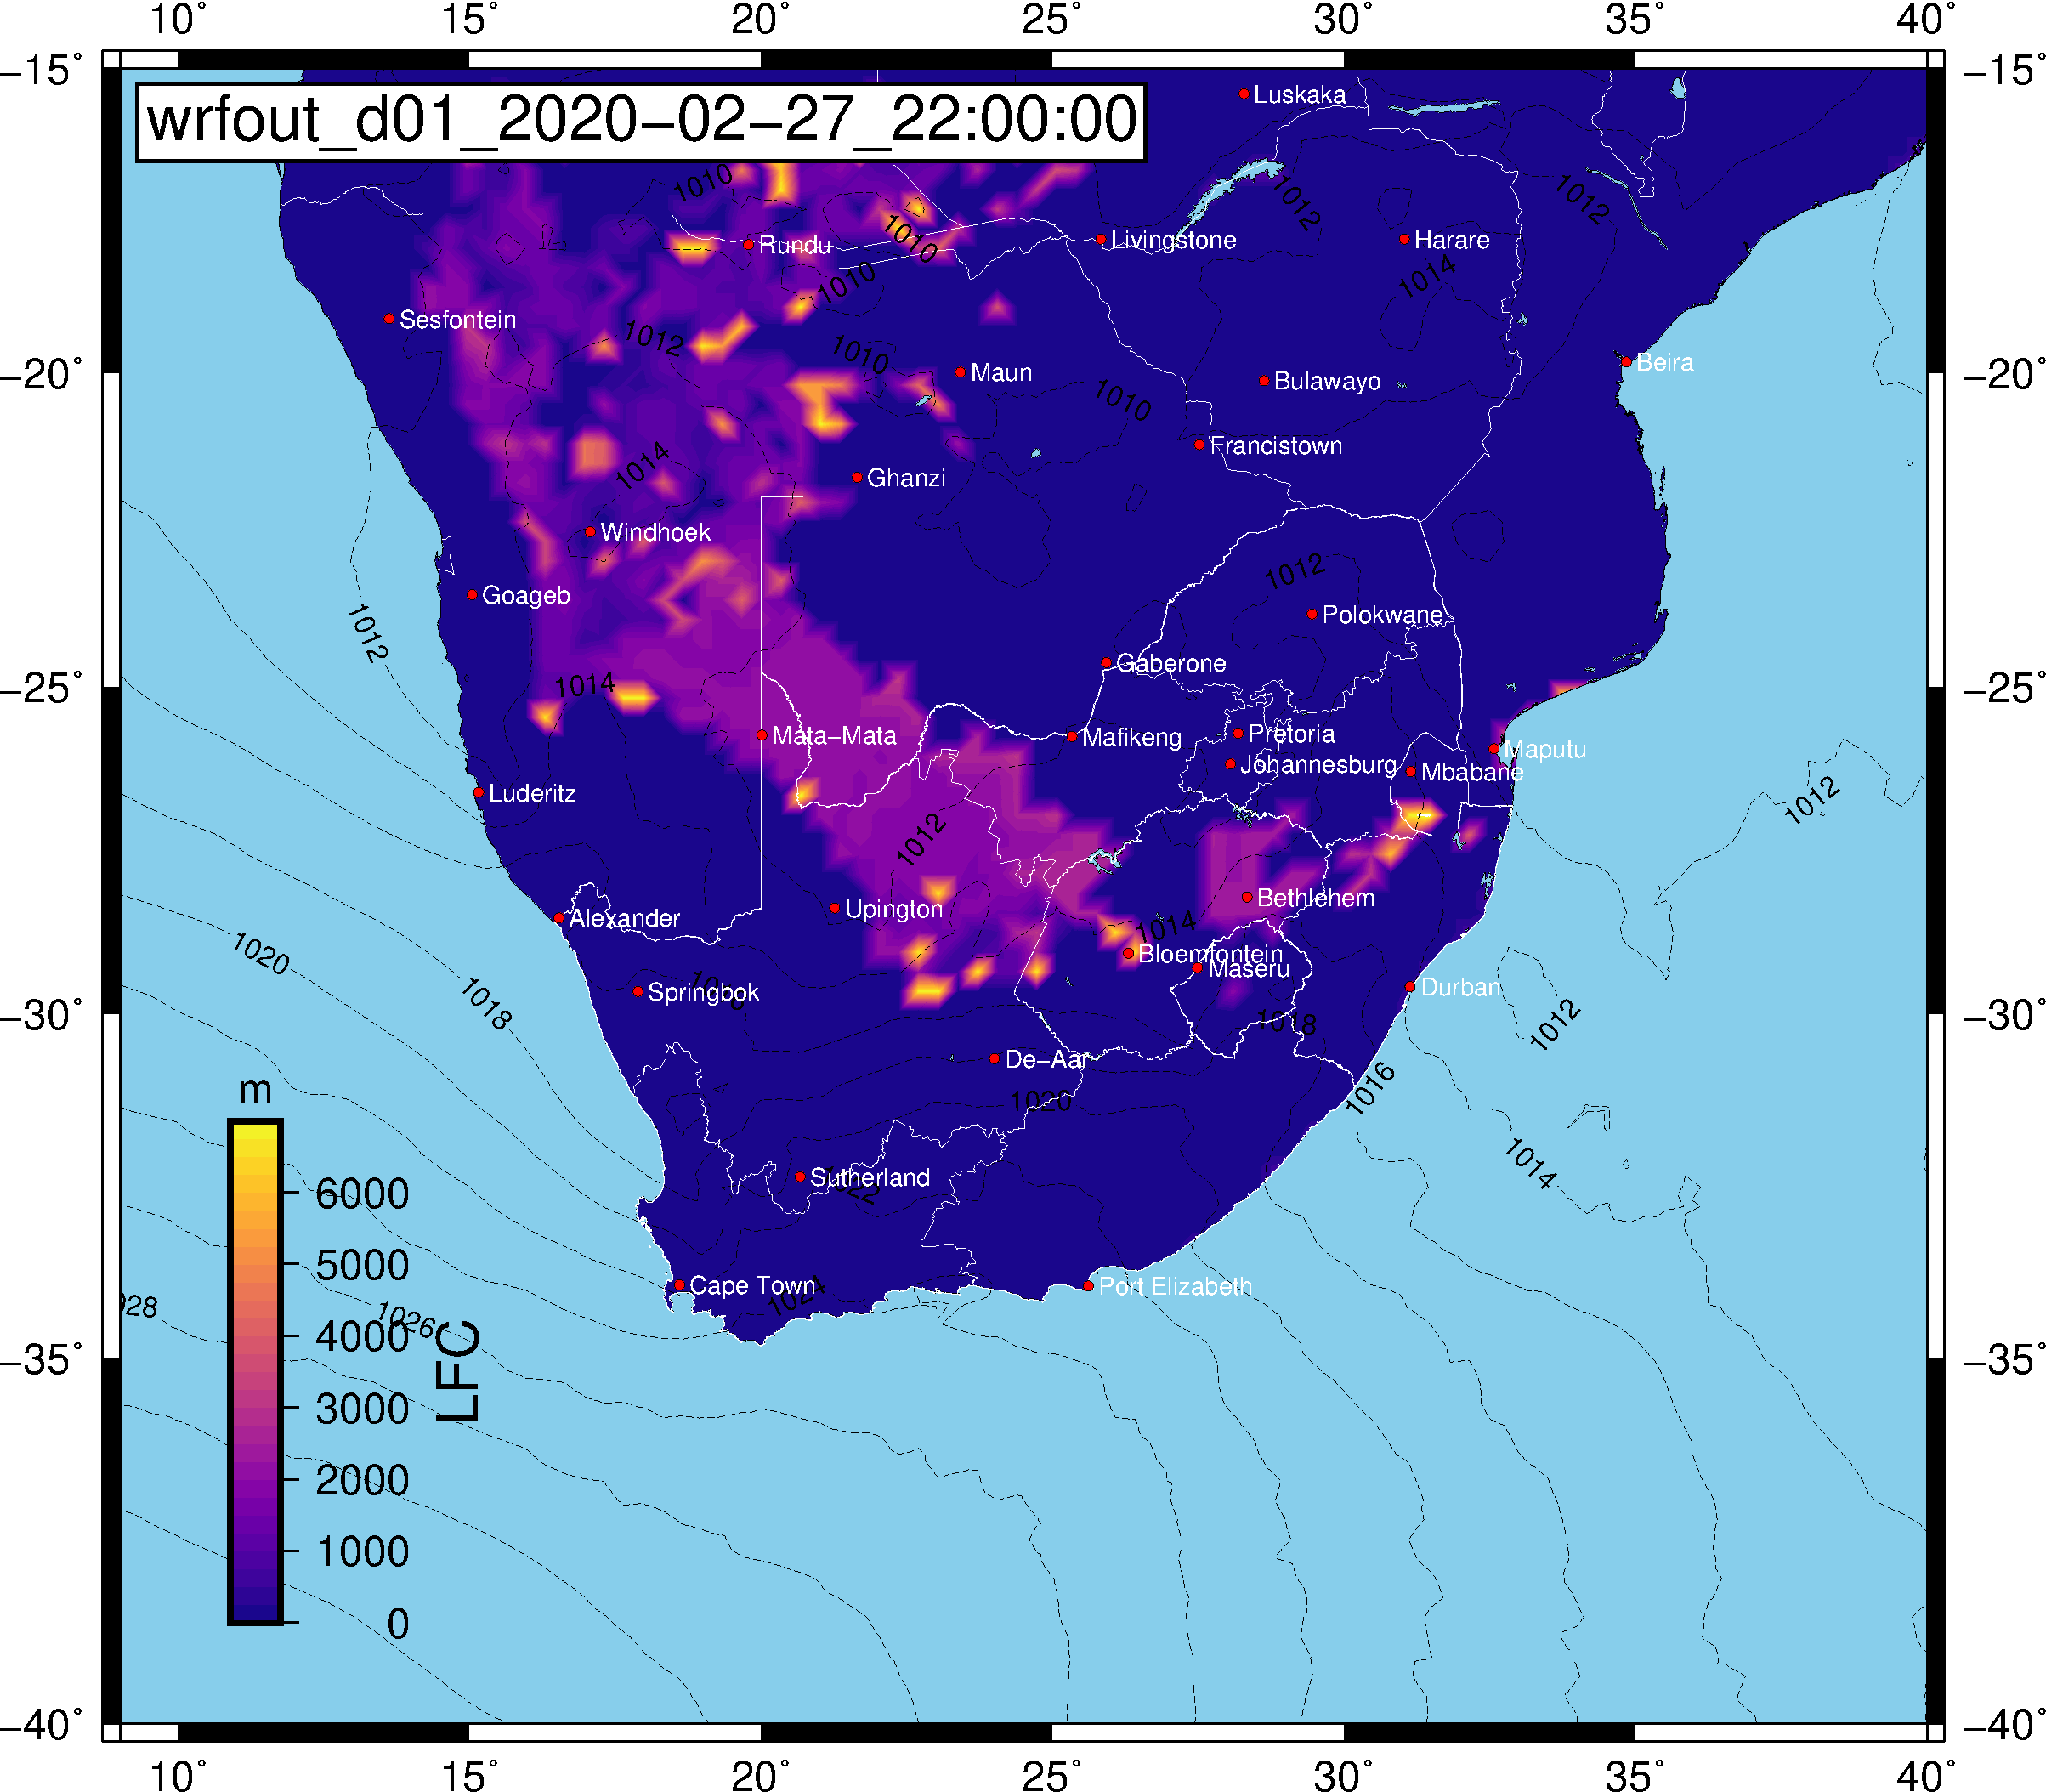 10° 15° 20° 25° 30° 35° 40°
−15° −15°
wrfout_d01_2020−02−27_22:00:00
Luskaka
1010
1012
1012
1010
Rundu
Livingstone
Harare
1010
1014
Sesfontein
1012
1010
−20° −20°
Maun
Beira
Bulawayo
1010
Francistown
1014
Ghanzi
Windhoek
1012
Goageb
1012
Polokwane
Gaberone
−25° −25°
1014
Mata−Mata
Mafikeng
Pretoria
Maputu
Johannesburg
Mbabane
Luderitz
1012
1012
Bethlehem
Upington
Alexander
1014
1020
Bloemfontein
Maseru
Springbok
1018
Durban
1012
−30° −30°
1018
De−Aar
1016
1020
1014
m
Sutherland
1022
6000
5000
4000
3000
2000
1000
0
LFC
Cape Town
1024
Port Elizabeth
028
1026
−35° −35°
−40° −40°
10° 15° 20° 25° 30° 35° 40°